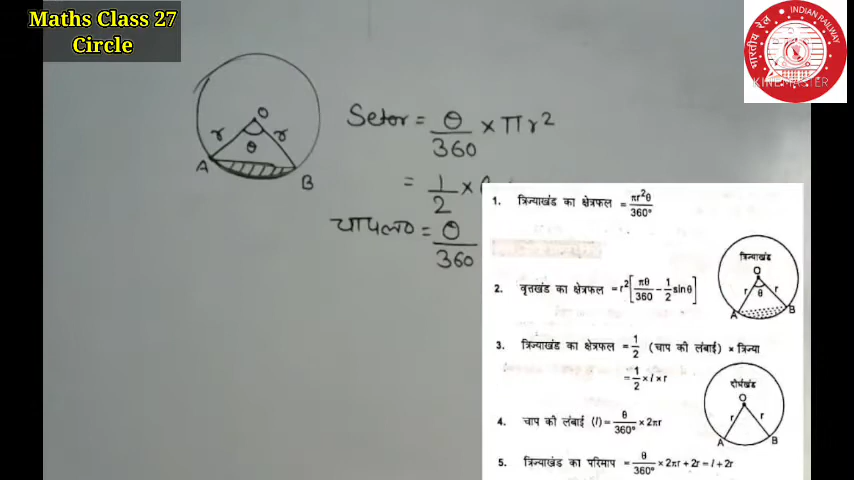 Maths Class 27
Circle
भारतीय रेल
INDIAN RAILWAY
KINEMASTER
O
r r
θ
A
B
Setor = θ/360 × πr²
= 1/2 ×
चापल० = θ/360
1. त्रिज्याखंड का क्षेत्रफल = πr²θ/360°
त्रिज्याखंड
O
r θ r
A B
2. वृत्तखंड का क्षेत्रफल = r²[πθ/360 - 1/2 sinθ]
3. त्रिज्याखंड का क्षेत्रफल = 1/2 (चाप की लंबाई) × त्रिज्या
= 1/2 × l × r
दीर्घखंड
O
r r
A B
4. चाप की लंबाई (l) = θ/360° × 2πr
5. त्रिज्याखंड का परिमाप = θ/360° × 2πr + 2r = l + 2r